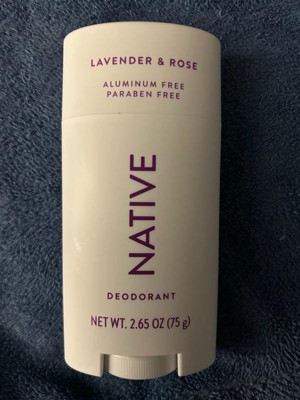 LAVENDER & ROSE
ALUMINUM FREE
PARABEN FREE
NATIVE
DEODORANT
NET WT. 2.65 OZ (75 g)